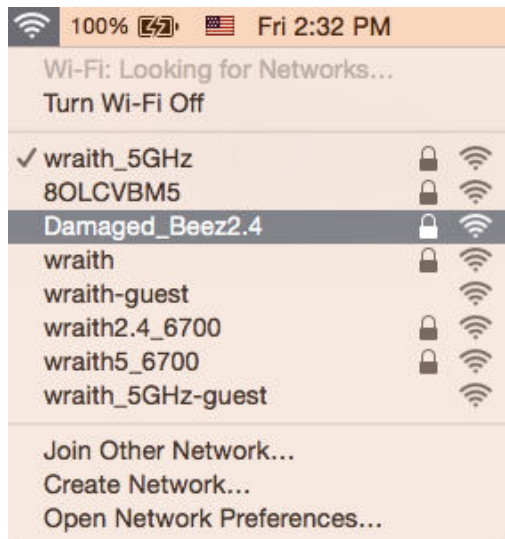 100% Fri 2:32 PM
Wi-Fi: Looking for Networks...
Turn Wi-Fi Off
wraith_5GHz
8OLCVBM5
Damaged_Beez2.4
wraith
wraith-guest
wraith2.4_6700
wraith5_6700
wraith_5GHz-guest
Join Other Network...
Create Network...
Open Network Preferences...